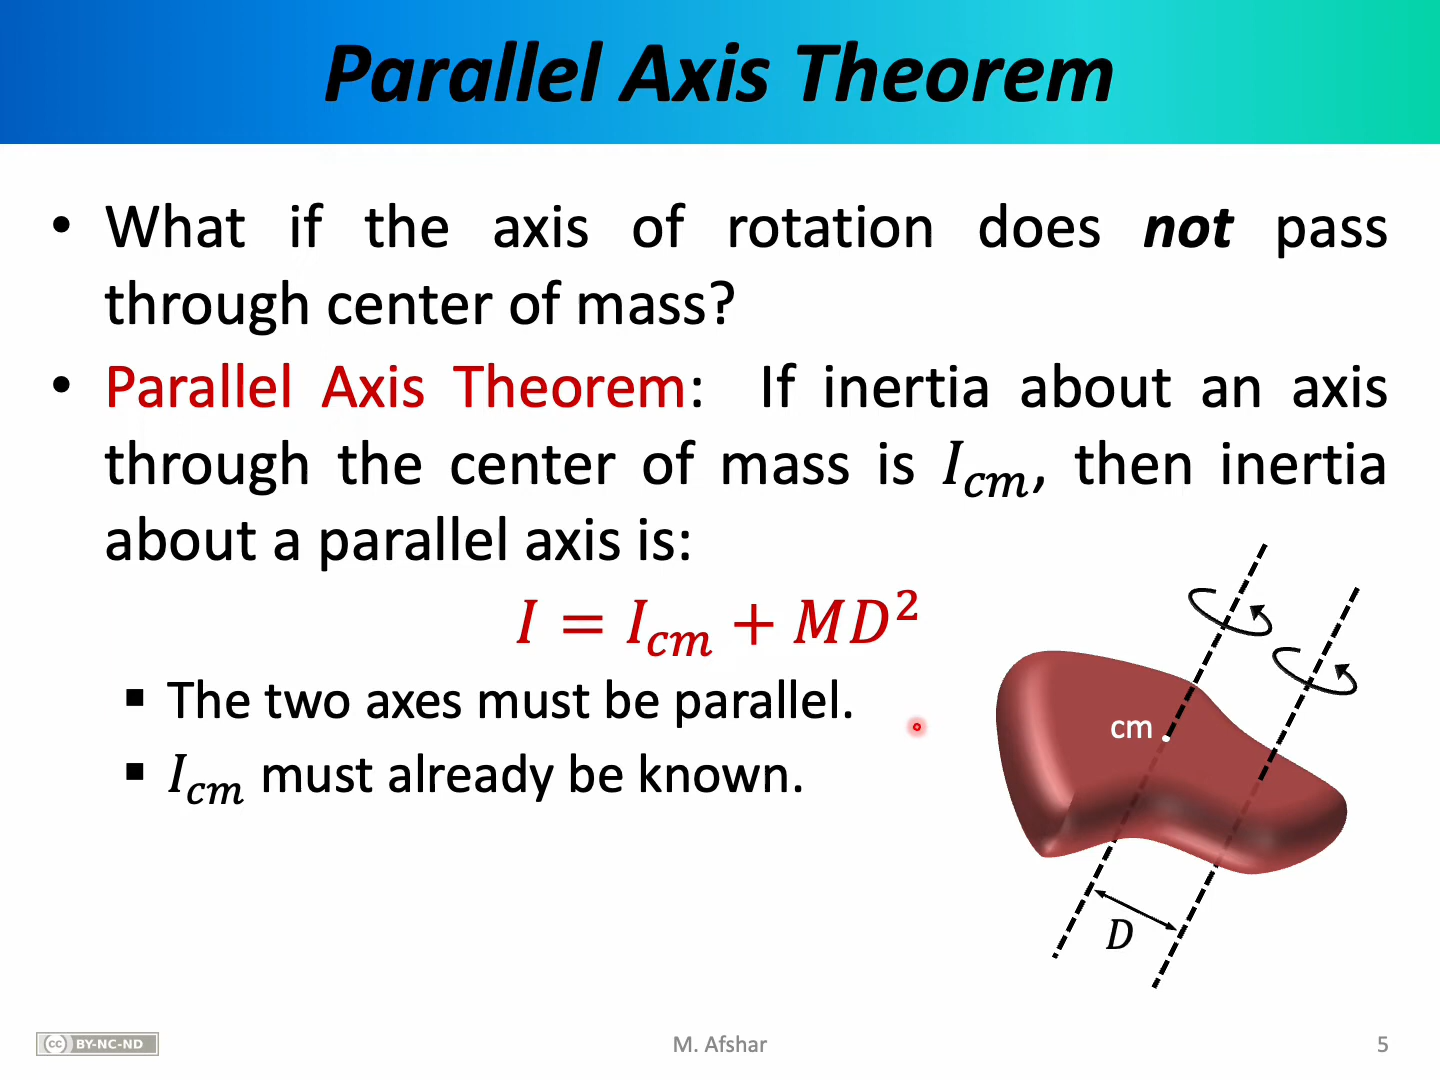 Parallel Axis Theorem
• What if the axis of rotation does not pass
through center of mass?
• Parallel Axis Theorem: If inertia about an axis
through the center of mass is I_cm, then inertia
about a parallel axis is:
I = I_cm + MD²
▪ The two axes must be parallel.
cm
▪ I_cm must already be known.
D
cc BY-NC-ND
M. Afshar
5